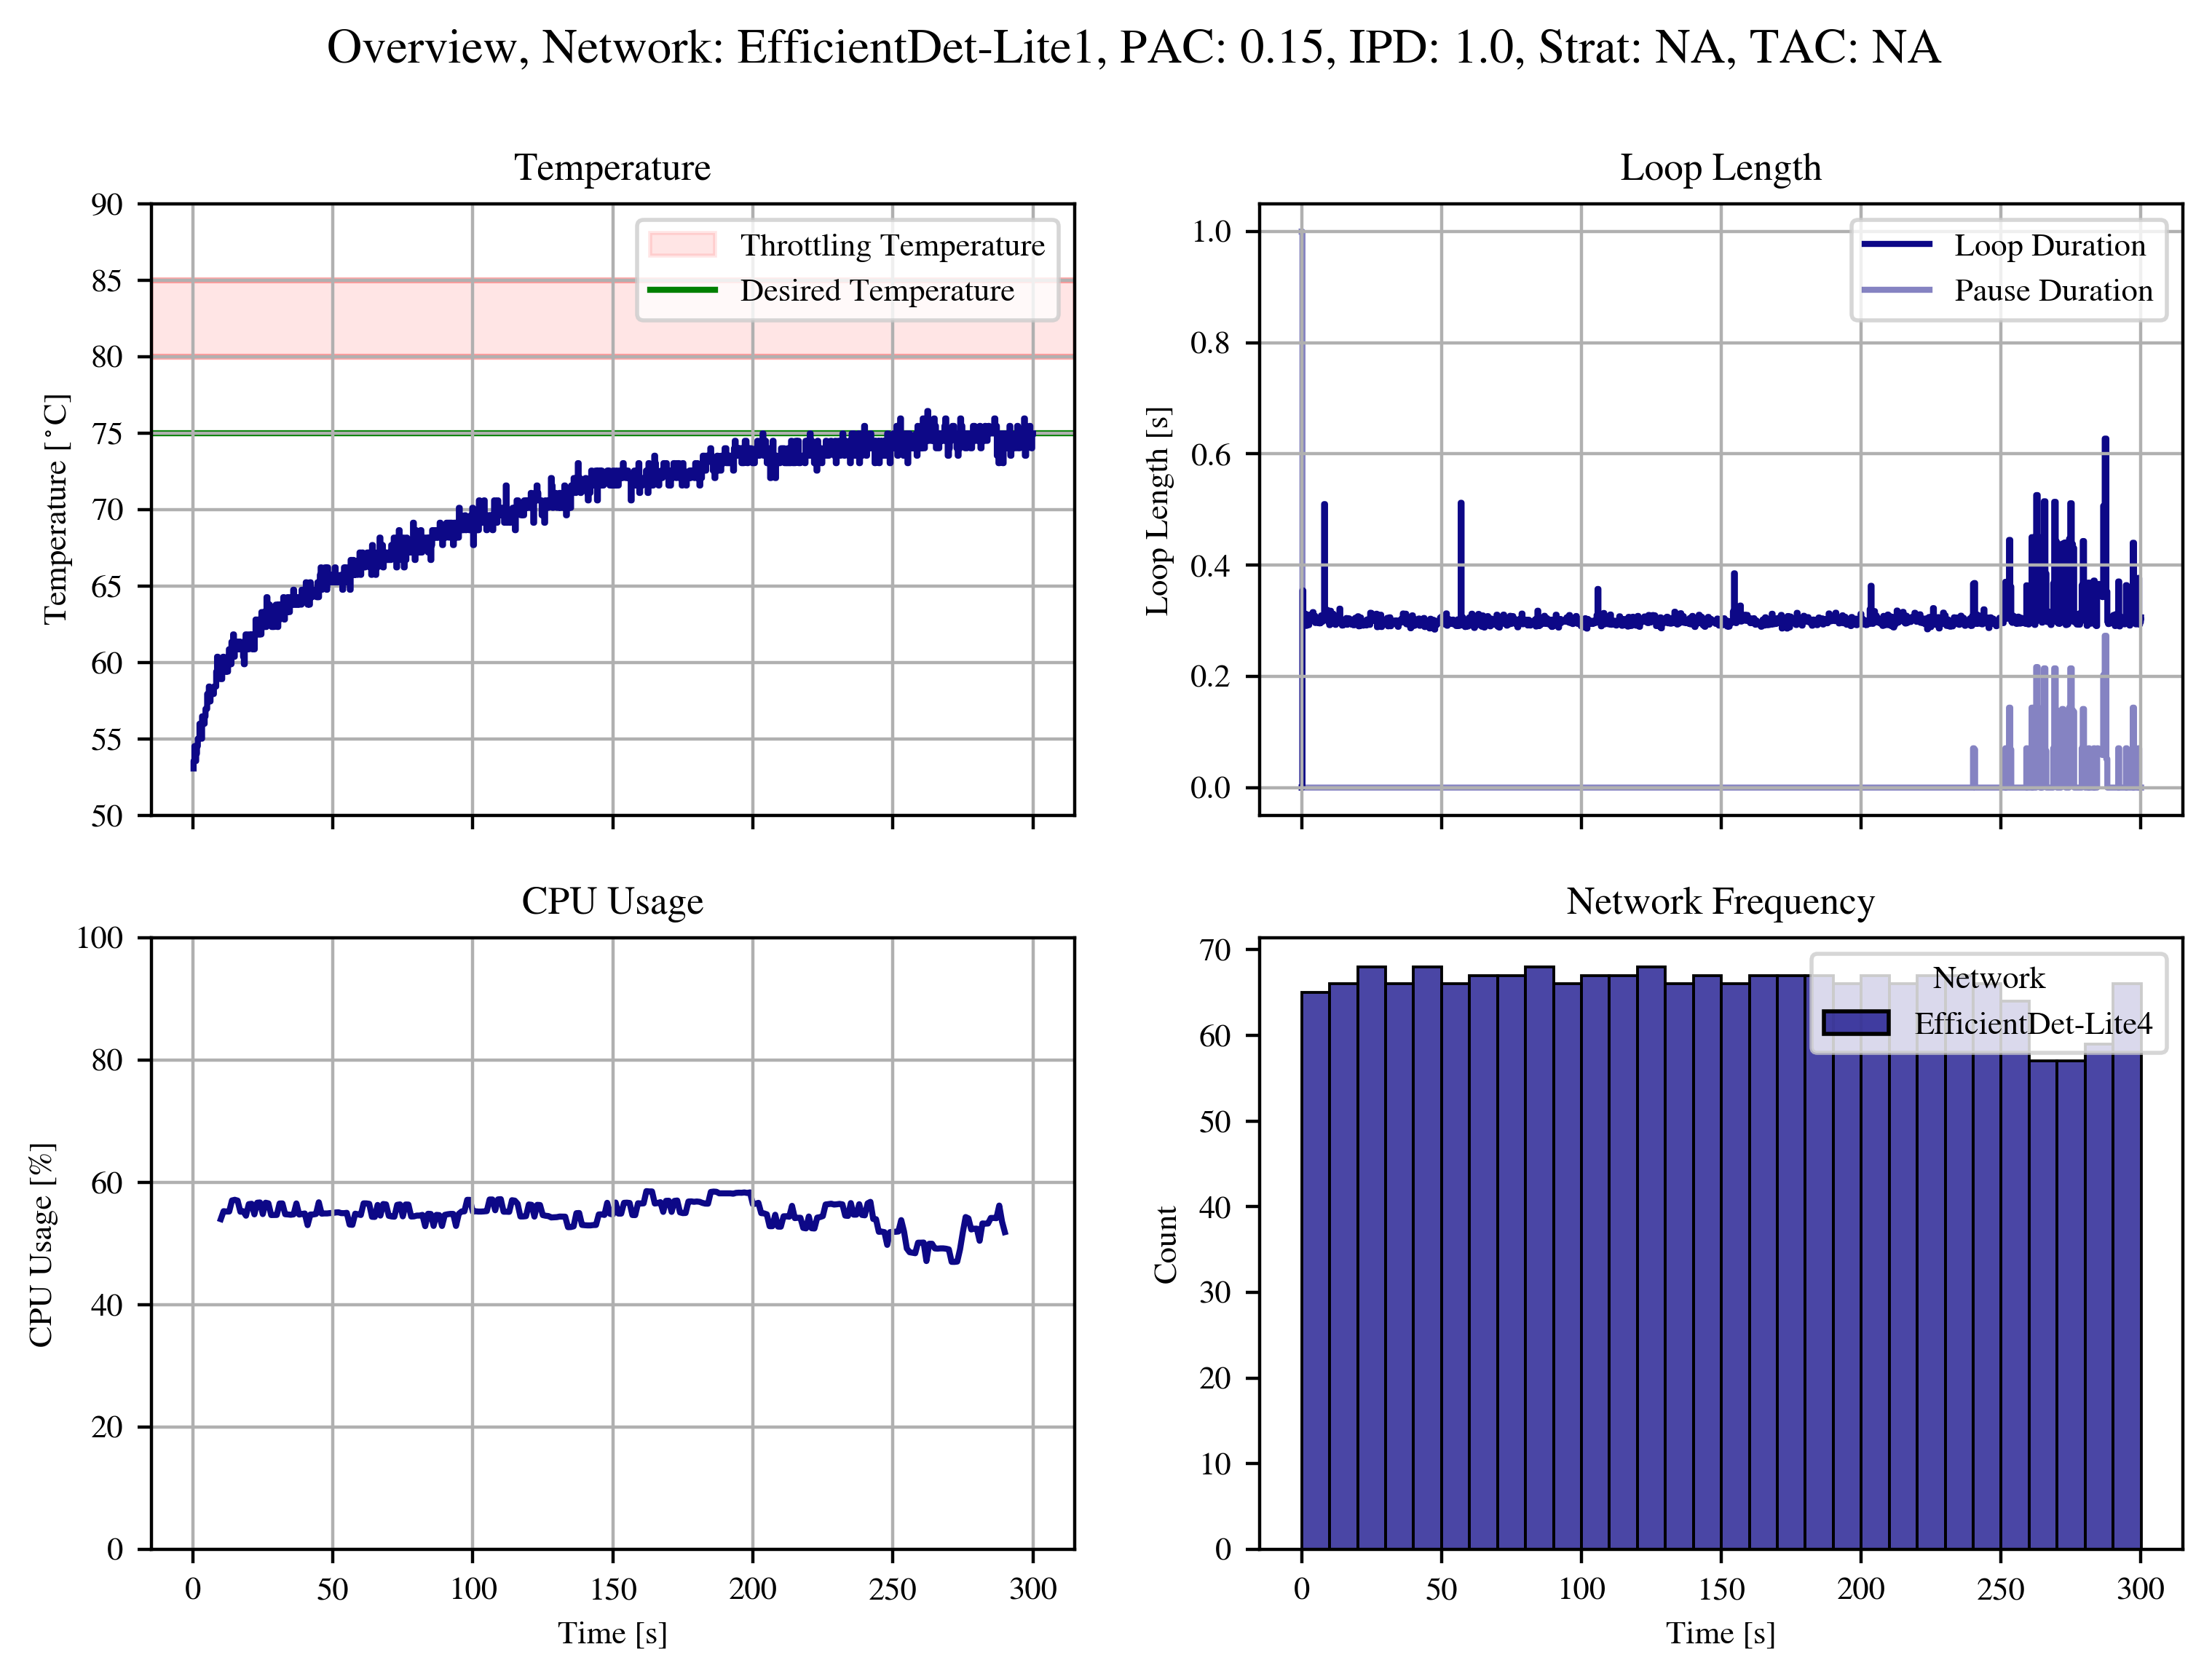 Overview, Network: EfficientDet-Lite1, PAC: 0.15, IPD: 1.0, Strat: NA, TAC: NA
Temperature
90
85
80
75
70
65
60
55
50
Temperature [°C]
Throttling Temperature
Desired Temperature
Loop Length
1.0
0.8
0.6
0.4
0.2
0.0
Loop Length [s]
Loop Duration
Pause Duration
CPU Usage
100
80
60
40
20
0
CPU Usage [%]
0 50 100 150 200 250 300
Time [s]
Network Frequency
70
60
50
40
30
20
10
0
Count
Network
EfficientDet-Lite4
0 50 100 150 200 250 300
Time [s]